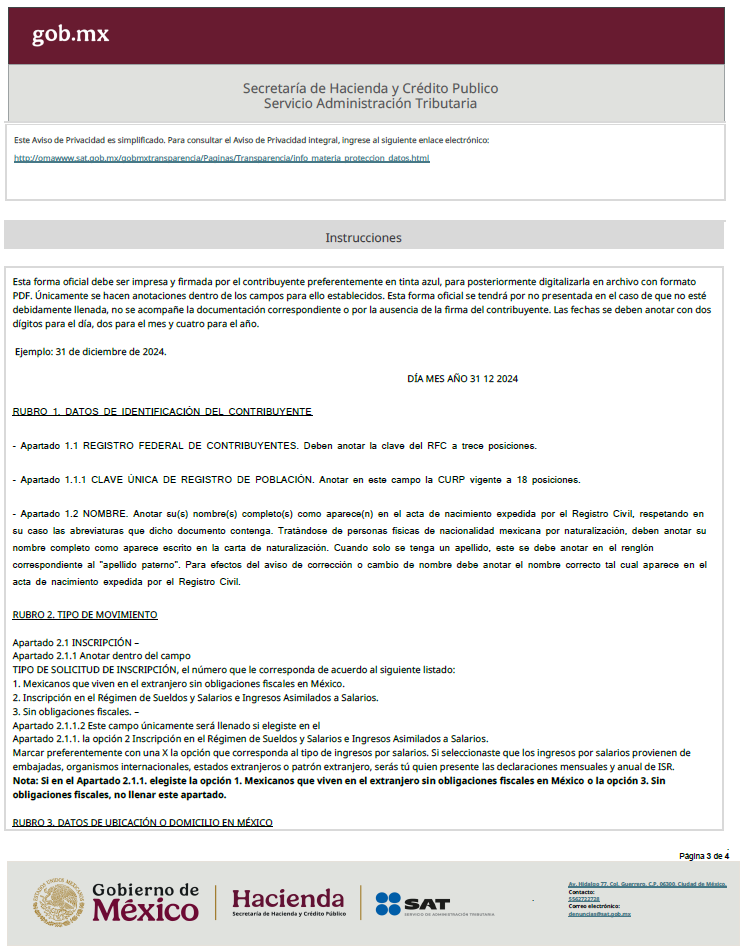 gob.mx
Secretaría de Hacienda y Crédito Publico
Servicio Administración Tributaria
Este Aviso de Privacidad es simplificado. Para consultar el Aviso de Privacidad integral, ingrese al siguiente enlace electrónico:
http://omawww.sat.gob.mx/gobmxtransparencia/Paginas/Transparencia/info_materia_proteccion_datos.html
Instrucciones
Esta forma oficial debe ser impresa y firmada por el contribuyente preferentemente en tinta azul, para posteriormente digitalizarla en archivo con formato
PDF. Únicamente se hacen anotaciones dentro de los campos para ello establecidos. Esta forma oficial se tendrá por no presentada en el caso de que no esté
debidamente llenada, no se acompañe la documentación correspondiente o por la ausencia de la firma del contribuyente. Las fechas se deben anotar con dos
dígitos para el día, dos para el mes y cuatro para el año.
Ejemplo: 31 de diciembre de 2024.
DÍA MES AÑO 31 12 2024
RUBRO 1. DATOS DE IDENTIFICACIÓN DEL CONTRIBUYENTE
- Apartado 1.1 REGISTRO FEDERAL DE CONTRIBUYENTES. Deben anotar la clave del RFC a trece posiciones.
- Apartado 1.1.1 CLAVE ÚNICA DE REGISTRO DE POBLACIÓN. Anotar en este campo la CURP vigente a 18 posiciones.
- Apartado 1.2 NOMBRE. Anotar su(s) nombre(s) completo(s) como aparece(n) en el acta de nacimiento expedida por el Registro Civil, respetando en
su caso las abreviaturas que dicho documento contenga. Tratándose de personas físicas de nacionalidad mexicana por naturalización, deben anotar su
nombre completo como aparece escrito en la carta de naturalización. Cuando solo se tenga un apellido, este se debe anotar en el renglón
correspondiente al "apellido paterno". Para efectos del aviso de corrección o cambio de nombre debe anotar el nombre correcto tal cual aparece en el
acta de nacimiento expedida por el Registro Civil.
RUBRO 2. TIPO DE MOVIMIENTO
Apartado 2.1 INSCRIPCIÓN –
Apartado 2.1.1 Anotar dentro del campo
TIPO DE SOLICITUD DE INSCRIPCIÓN, el número que le corresponda de acuerdo al siguiente listado:
1. Mexicanos que viven en el extranjero sin obligaciones fiscales en México.
2. Inscripción en el Régimen de Sueldos y Salarios e Ingresos Asimilados a Salarios.
3. Sin obligaciones fiscales. –
Apartado 2.1.1.2 Este campo únicamente será llenado si elegiste en el
Apartado 2.1.1. la opción 2 Inscripción en el Régimen de Sueldos y Salarios e Ingresos Asimilados a Salarios.
Marcar preferentemente con una X la opción que corresponda al tipo de ingresos por salarios. Si seleccionaste que los ingresos por salarios provienen de
embajadas, organismos internacionales, estados extranjeros o patrón extranjero, serás tú quien presente las declaraciones mensuales y anual de ISR.
Nota: Si en el Apartado 2.1.1. elegiste la opción 1. Mexicanos que viven en el extranjero sin obligaciones fiscales en México o la opción 3. Sin
obligaciones fiscales, no llenar este apartado.
RUBRO 3. DATOS DE UBICACIÓN O DOMICILIO EN MÉXICO
Página 3 de 4
Gobierno de
México
Hacienda
Secretaría de Hacienda y Crédito Público
SAT
SERVICIO DE ADMINISTRACIÓN TRIBUTARIA
Av. Hidalgo 77, Col. Guerrero, C.P. 06300, Ciudad de México.
Contacto:
5562722728
Correo electrónico:
denuncias@sat.gob.mx